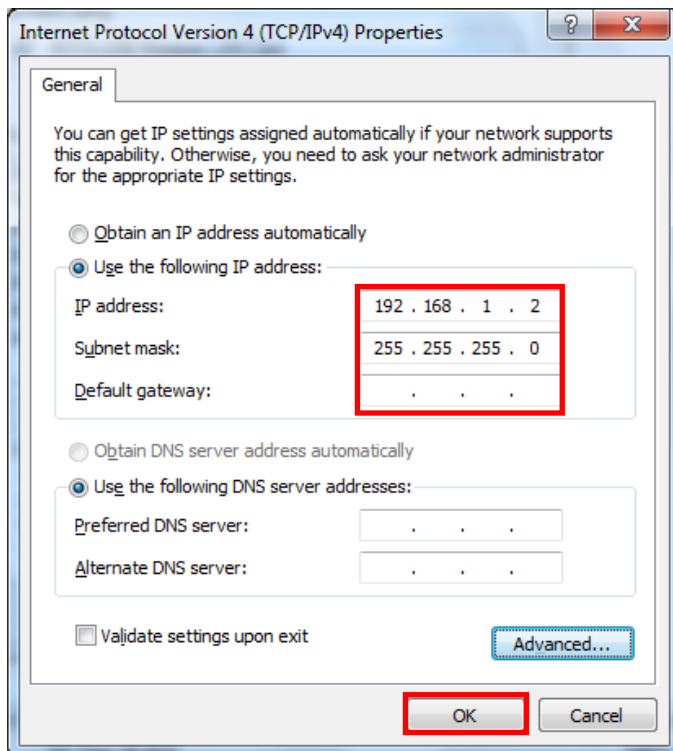 Internet Protocol Version 4 (TCP/IPv4) Properties
?
X
General
You can get IP settings assigned automatically if your network supports
this capability. Otherwise, you need to ask your network administrator
for the appropriate IP settings.
Obtain an IP address automatically
Use the following IP address:
IP address: 192 . 168 . 1 . 2
Subnet mask: 255 . 255 . 255 . 0
Default gateway: . . .
Obtain DNS server address automatically
Use the following DNS server addresses:
Preferred DNS server: . . .
Alternate DNS server: . . .
Validate settings upon exit
Advanced...
OK Cancel